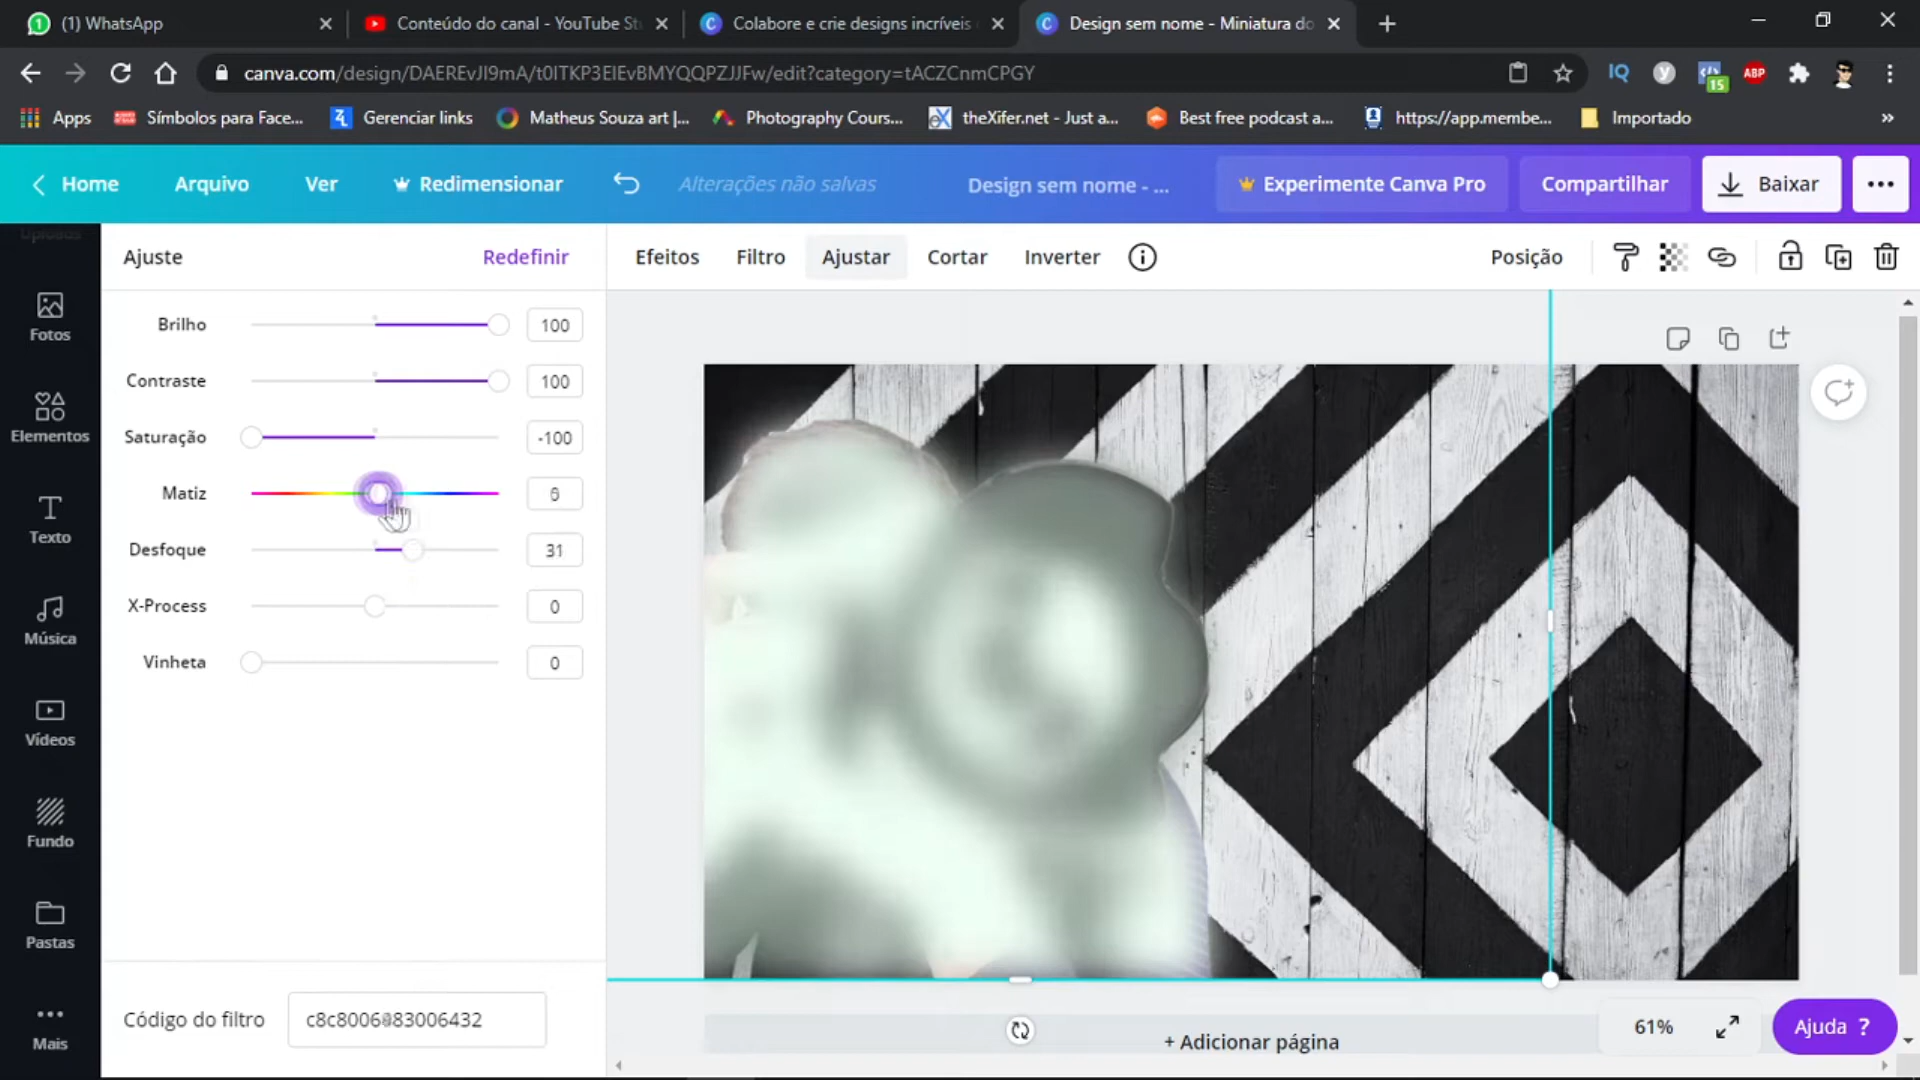 (1) WhatsApp
Conteúdo do canal - YouTube St
Colabore e crie designs incríveis
Design sem nome - Miniatura do
canva.com/design/DAEREvJI9mA/t0ITKP3EIEvBMYQQPZJJFw/edit?category=tACZCnmCPGY
IQ
y
15
ABP
Apps
Símbolos para Face...
Gerenciar links
Matheus Souza art |...
Photography Cours...
theXifer.net - Just a...
Best free podcast a...
https://app.membe...
Importado
»
Home
Arquivo
Ver
Redimensionar
Alterações não salvas
Design sem nome - ...
Experimente Canva Pro
Compartilhar
Baixar
Uploads
Fotos
Elementos
Texto
Música
Vídeos
Fundo
Pastas
Mais
Ajuste
Redefinir
Brilho 100
Contraste 100
Saturação -100
Matiz
Desfoque 31
X-Process 0
Vinheta 0
Código do filtro
Efeitos
Filtro
Ajustar
Cortar
Inverter
Posição
+ Adicionar página
61%
Ajuda ?